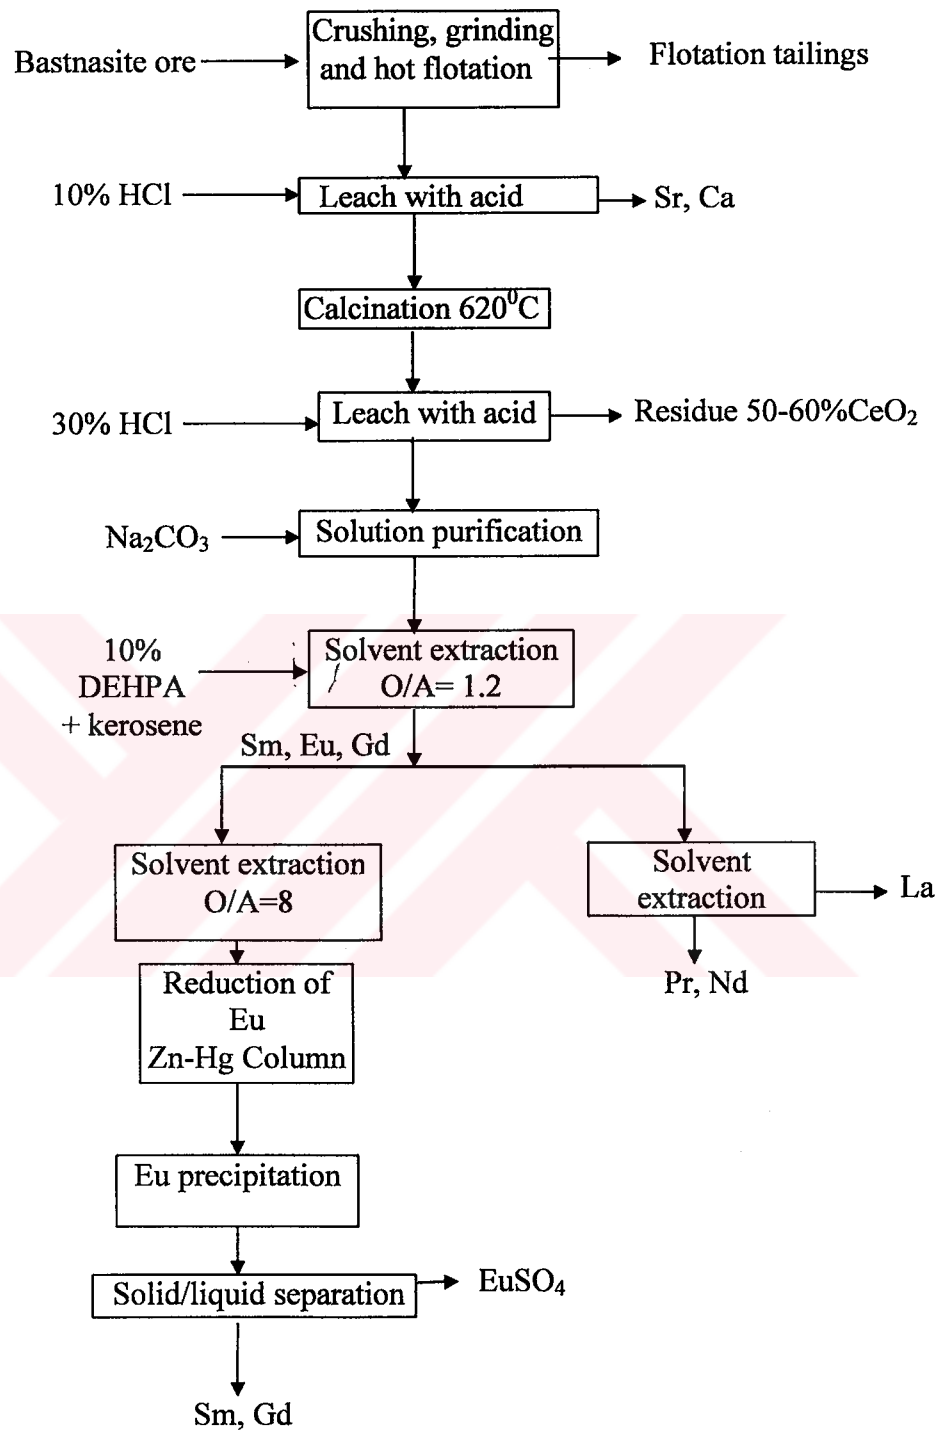 Crushing, grinding
and hot flotation
Bastnasite ore
Flotation tailings
10% HCl
Leach with acid
Sr, Ca
Calcination 620⁰C
30% HCl
Leach with acid
Residue 50-60%CeO₂
Na₂CO₃
Solution purification
10%
DEHPA
+ kerosene
Solvent extraction
O/A= 1.2
Sm, Eu, Gd
Solvent extraction
O/A=8
Solvent
extraction
La
Pr, Nd
Reduction of
Eu
Zn-Hg Column
Eu precipitation
Solid/liquid separation
EuSO₄
Sm, Gd